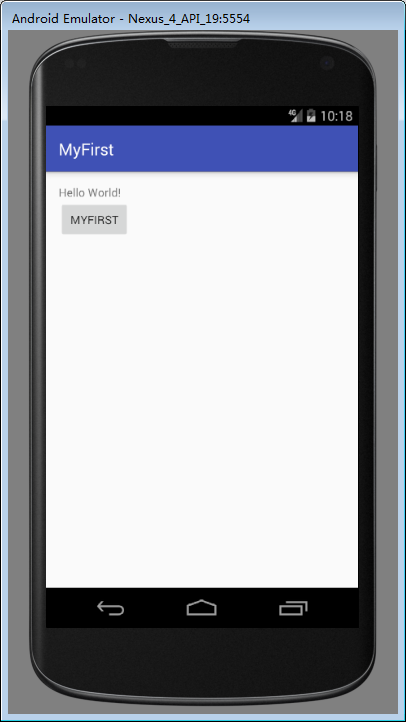 Android Emulator - Nexus_4_API_19:5554
4G 10:18
MyFirst
Hello World!
MYFIRST